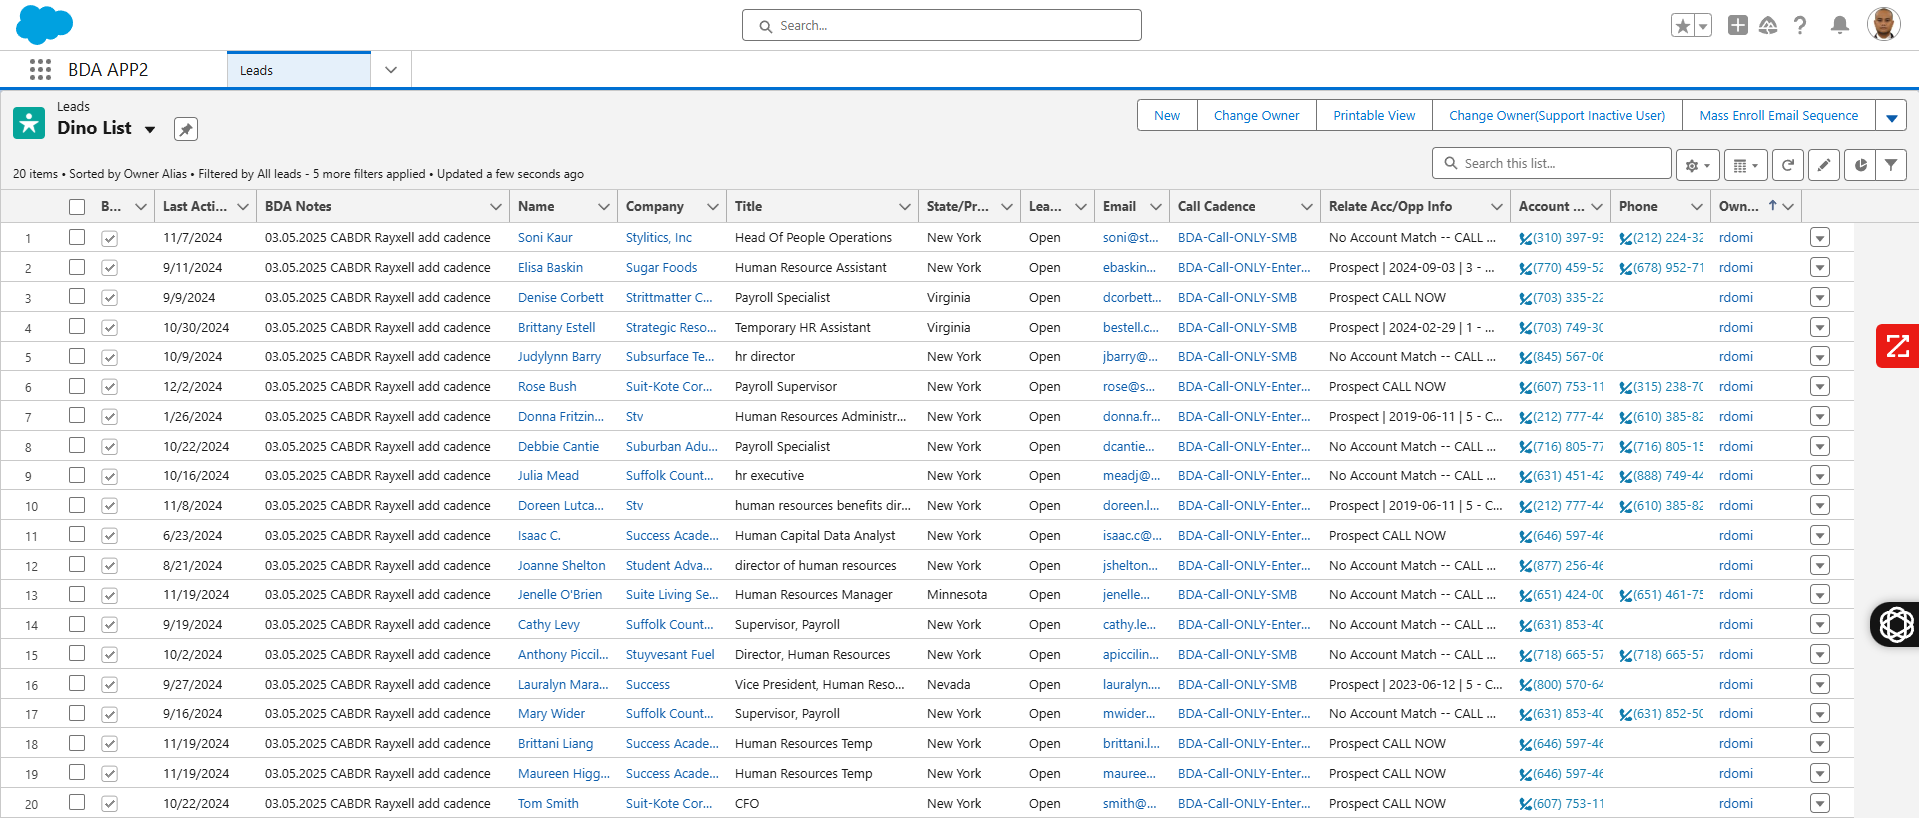 Search...
BDA APP2
Leads
Leads
Dino List
New Change Owner Printable View Change Owner(Support Inactive User) Mass Enroll Email Sequence
20 items • Sorted by Owner Alias • Filtered by All leads - 5 more filters applied • Updated a few seconds ago
Search this list...
B... Last Acti... BDA Notes Name Company Title State/Pr... Lea... Email Call Cadence Relate Acc/Opp Info Account ... Phone Own...
1 11/7/2024 03.05.2025 CABDR Rayxell add cadence Soni Kaur Stylitics, Inc Head Of People Operations New York Open soni@st... BDA-Call-ONLY-SMB No Account Match -- CALL ... (310) 397-93 (212) 224-32 rdomi
2 9/11/2024 03.05.2025 CABDR Rayxell add cadence Elisa Baskin Sugar Foods Human Resource Assistant New York Open ebaskin... BDA-Call-ONLY-Enter... Prospect | 2024-09-03 | 3 - ... (770) 459-52 (678) 952-71 rdomi
3 9/9/2024 03.05.2025 CABDR Rayxell add cadence Denise Corbett Strittmatter C... Payroll Specialist Virginia Open dcorbett... BDA-Call-ONLY-SMB Prospect CALL NOW (703) 335-22 rdomi
4 10/30/2024 03.05.2025 CABDR Rayxell add cadence Brittany Estell Strategic Reso... Temporary HR Assistant Virginia Open bestell.c... BDA-Call-ONLY-SMB Prospect | 2024-02-29 | 1 - ... (703) 749-30 rdomi
5 10/9/2024 03.05.2025 CABDR Rayxell add cadence Judylynn Barry Subsurface Te... hr director New York Open jbarry@... BDA-Call-ONLY-SMB No Account Match -- CALL ... (845) 567-06 rdomi
6 12/2/2024 03.05.2025 CABDR Rayxell add cadence Rose Bush Suit-Kote Cor... Payroll Supervisor New York Open rose@s... BDA-Call-ONLY-Enter... Prospect CALL NOW (607) 753-11 (315) 238-70 rdomi
7 1/26/2024 03.05.2025 CABDR Rayxell add cadence Donna Fritzin... Stv Human Resources Administr... New York Open donna.fr... BDA-Call-ONLY-Enter... Prospect | 2019-06-11 | 5 - C... (212) 777-44 (610) 385-82 rdomi
8 10/22/2024 03.05.2025 CABDR Rayxell add cadence Debbie Cantie Suburban Adu... Payroll Specialist New York Open dcantie... BDA-Call-ONLY-Enter... No Account Match -- CALL ... (716) 805-77 (716) 805-15 rdomi
9 10/16/2024 03.05.2025 CABDR Rayxell add cadence Julia Mead Suffolk Count... hr executive New York Open meadj@... BDA-Call-ONLY-Enter... No Account Match -- CALL ... (631) 451-42 (888) 749-44 rdomi
10 11/8/2024 03.05.2025 CABDR Rayxell add cadence Doreen Lutca... Stv human resources benefits dir... New York Open doreen.l... BDA-Call-ONLY-Enter... Prospect | 2019-06-11 | 5 - C... (212) 777-44 (610) 385-82 rdomi
11 6/23/2024 03.05.2025 CABDR Rayxell add cadence Isaac C. Success Acade... Human Capital Data Analyst New York Open isaac.c@... BDA-Call-ONLY-Enter... Prospect CALL NOW (646) 597-46 rdomi
12 8/21/2024 03.05.2025 CABDR Rayxell add cadence Joanne Shelton Student Adva... director of human resources New York Open jshelton... BDA-Call-ONLY-Enter... No Account Match -- CALL ... (877) 256-46 rdomi
13 11/19/2024 03.05.2025 CABDR Rayxell add cadence Jenelle O'Brien Suite Living Se... Human Resources Manager Minnesota Open jenelle... BDA-Call-ONLY-SMB No Account Match -- CALL ... (651) 424-00 (651) 461-75 rdomi
14 9/19/2024 03.05.2025 CABDR Rayxell add cadence Cathy Levy Suffolk Count... Supervisor, Payroll New York Open cathy.le... BDA-Call-ONLY-Enter... No Account Match -- CALL ... (631) 853-40 rdomi
15 10/2/2024 03.05.2025 CABDR Rayxell add cadence Anthony Piccil... Stuyvesant Fuel Director, Human Resources New York Open apiccilin... BDA-Call-ONLY-SMB No Account Match -- CALL ... (718) 665-57 (718) 665-57 rdomi
16 9/27/2024 03.05.2025 CABDR Rayxell add cadence Lauralyn Mara... Success Vice President, Human Reso... Nevada Open lauralyn.... BDA-Call-ONLY-SMB Prospect | 2023-06-12 | 5 - C... (800) 570-64 rdomi
17 9/16/2024 03.05.2025 CABDR Rayxell add cadence Mary Wider Suffolk Count... Supervisor, Payroll New York Open mwider... BDA-Call-ONLY-Enter... No Account Match -- CALL ... (631) 853-40 (631) 852-50 rdomi
18 11/19/2024 03.05.2025 CABDR Rayxell add cadence Brittani Liang Success Acade... Human Resources Temp New York Open brittani.l... BDA-Call-ONLY-Enter... Prospect CALL NOW (646) 597-46 rdomi
19 11/19/2024 03.05.2025 CABDR Rayxell add cadence Maureen Higg... Success Acade... Human Resources Temp New York Open mauree... BDA-Call-ONLY-Enter... Prospect CALL NOW (646) 597-46 rdomi
20 10/22/2024 03.05.2025 CABDR Rayxell add cadence Tom Smith Suit-Kote Cor... CFO New York Open smith@... BDA-Call-ONLY-Enter... Prospect CALL NOW (607) 753-11 rdomi